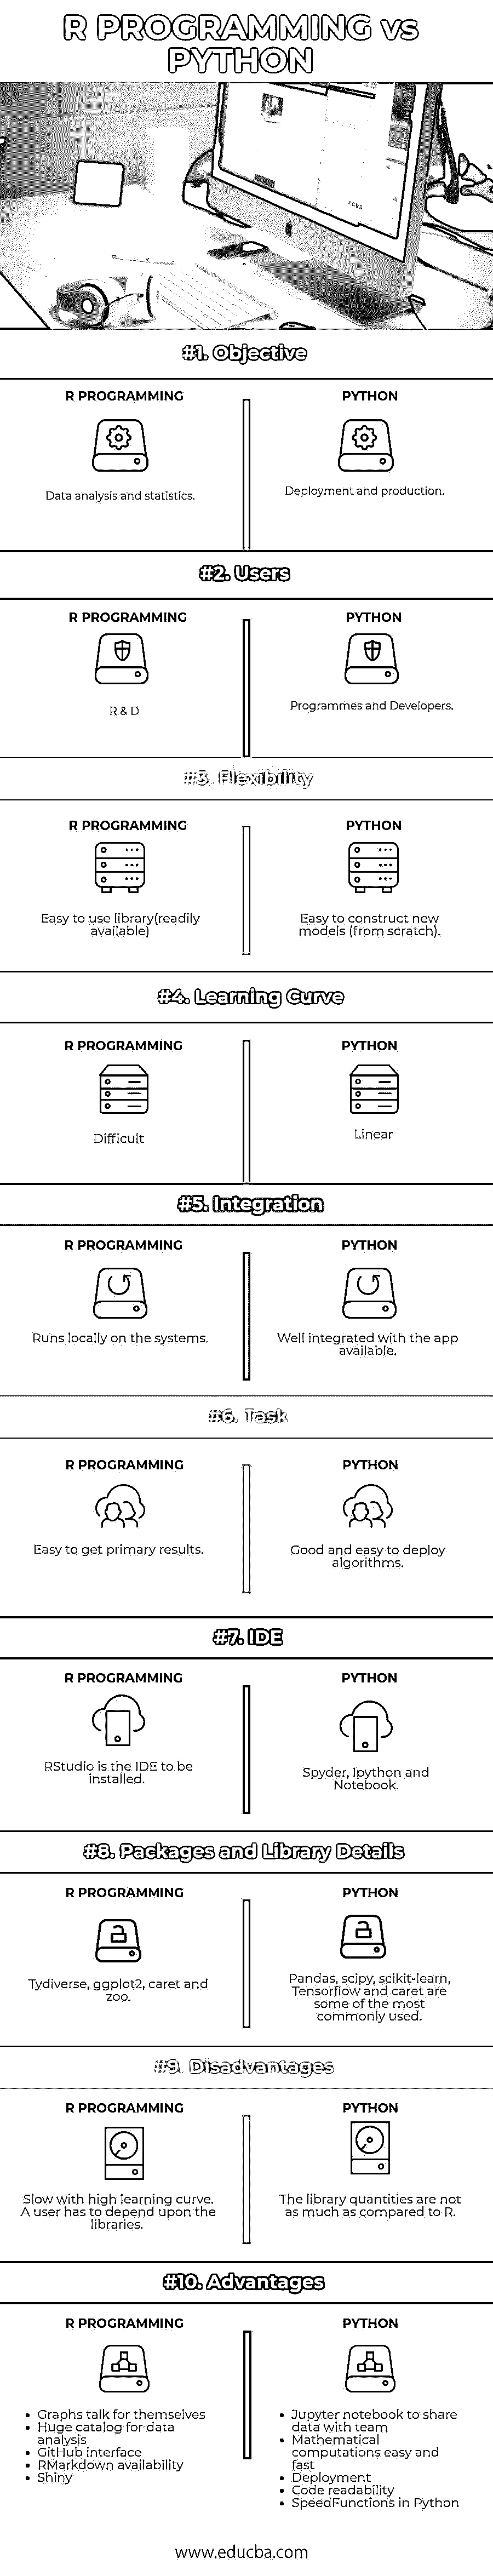 R PROGRAMMING vs
PYTHON
#1. Objective
R PROGRAMMING
PYTHON
Data analysis and statistics.
Deployment and production.
#2. Users
R PROGRAMMING
PYTHON
R & D
Programmes and Developers.
#3. Flexibility
R PROGRAMMING
PYTHON
Easy to use library(readily
available)
Easy to construct new
models (from scratch).
#4. Learning Curve
R PROGRAMMING
PYTHON
Difficult
Linear
#5. Integration
R PROGRAMMING
PYTHON
Runs locally on the systems.
Well integrated with the app
available.
#6. Task
R PROGRAMMING
PYTHON
Easy to get primary results.
Good and easy to deploy
algorithms.
#7. IDE
R PROGRAMMING
PYTHON
RStudio is the IDE to be
installed.
Spyder, Ipython and
Notebook.
#8. Packages and Library Details
R PROGRAMMING
PYTHON
Tydiverse, ggplot2, caret and
zoo.
Pandas, scipy, scikit-learn,
Tensorflow and caret are
some of the most
commonly used.
#9. Disadvantages
R PROGRAMMING
PYTHON
Slow with high learning curve.
A user has to depend upon the
libraries.
The library quantities are not
as much as compared to R.
#10. Advantages
R PROGRAMMING
PYTHON
• Graphs talk for themselves
• Huge catalog for data
analysis
• GitHub interface
• RMarkdown availability
• Shiny
• Jupyter notebook to share
data with team
• Mathematical
computations easy and
fast
• Deployment
• Code readability
• SpeedFunctions in Python
www.educba.com